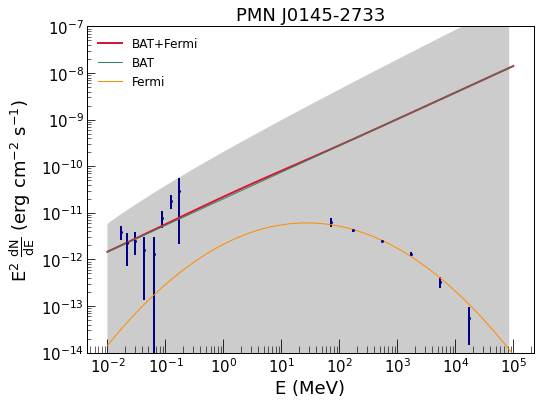 PMN J0145-2733
BAT+Fermi
BAT
Fermi
10⁻⁷
10⁻⁸
10⁻⁹
10⁻¹⁰
10⁻¹¹
10⁻¹²
10⁻¹³
10⁻¹⁴
E² dN/dE (erg cm⁻² s⁻¹)
10⁻² 10⁻¹ 10⁰ 10¹ 10² 10³ 10⁴ 10⁵
E (MeV)